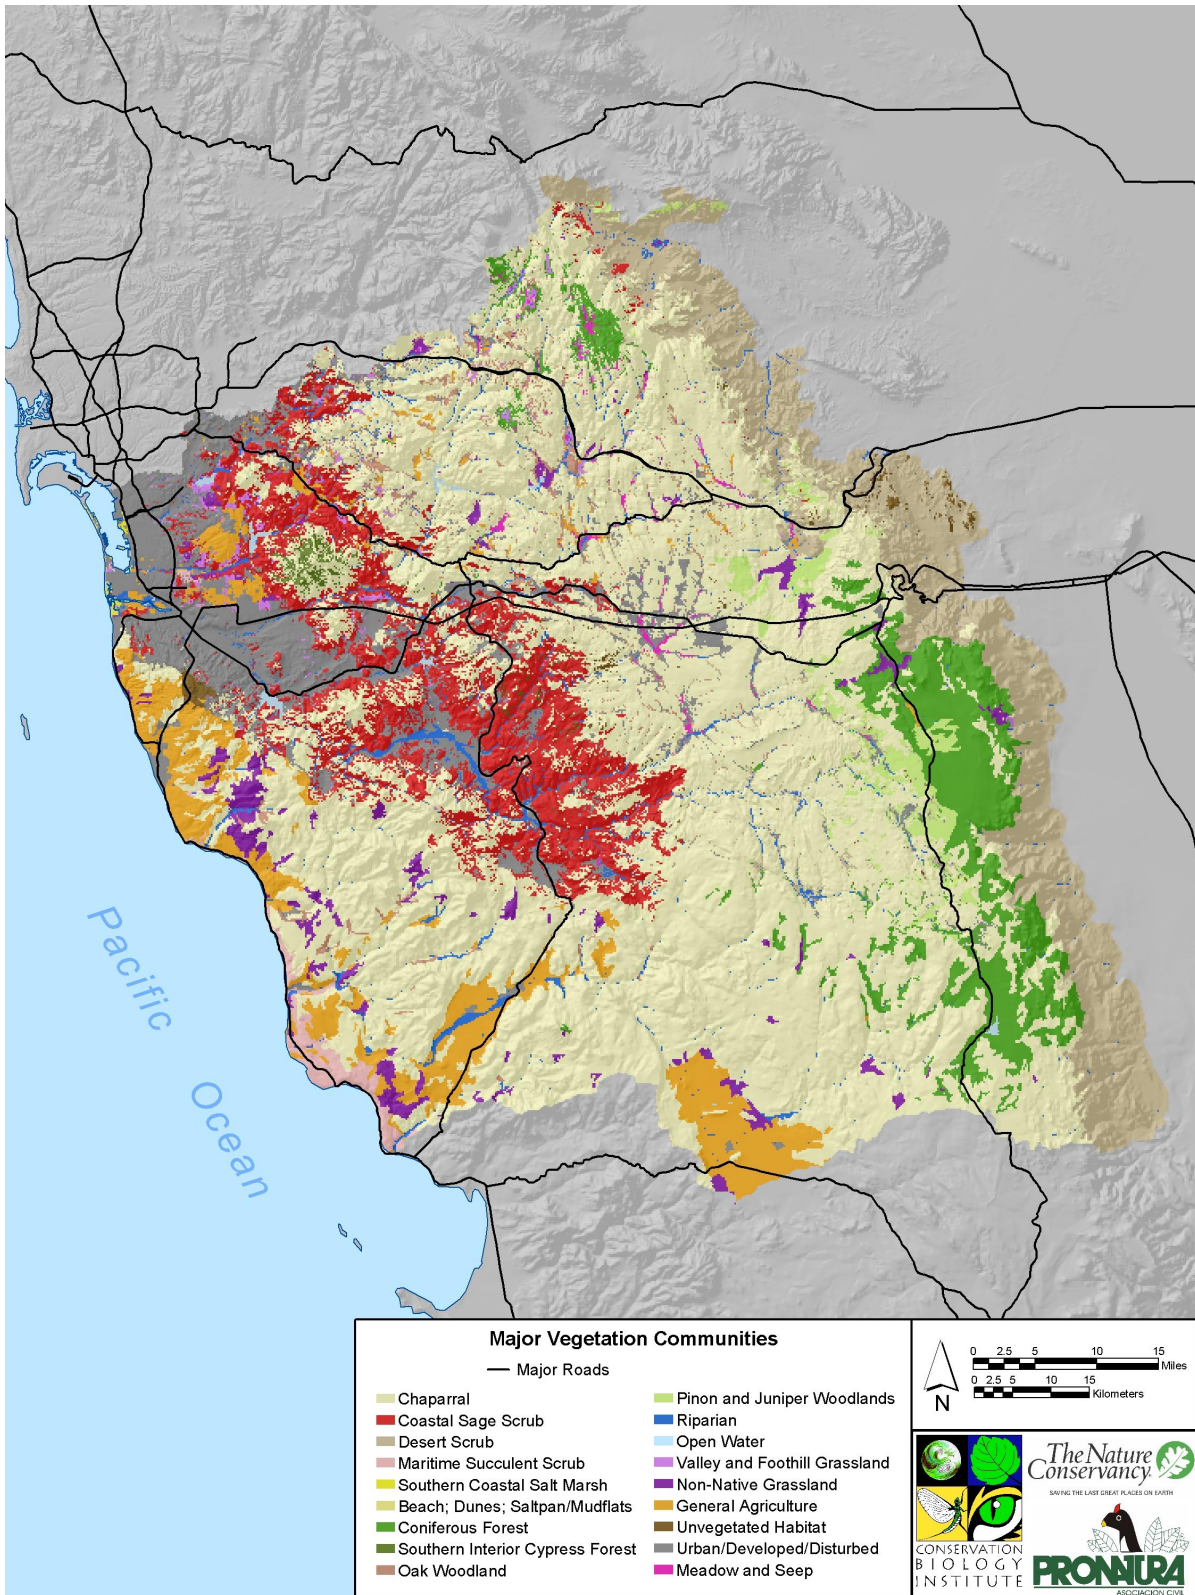 Pacific
Ocean
Major Vegetation Communities
Major Roads
Chaparral
Coastal Sage Scrub
Desert Scrub
Maritime Succulent Scrub
Southern Coastal Salt Marsh
Beach; Dunes; Saltpan/Mudflats
Coniferous Forest
Southern Interior Cypress Forest
Oak Woodland
Pinon and Juniper Woodlands
Riparian
Open Water
Valley and Foothill Grassland
Non-Native Grassland
General Agriculture
Unvegetated Habitat
Urban/Developed/Disturbed
Meadow and Seep
N
0 2.5 5 10 15
Miles
0 2.5 5 10 15
Kilometers
CONSERVATION
BIOLOGY
INSTITUTE
The Nature
Conservancy
SAVING THE LAST GREAT PLACES ON EARTH
PRONATURA
ASOCIACIÓN CIVIL